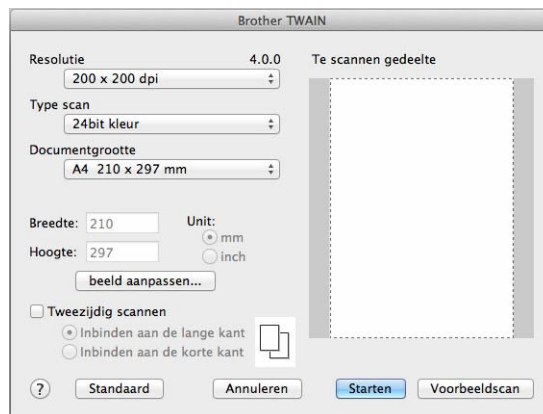 Brother TWAIN
Resolutie 4.0.0
200 x 200 dpi
Type scan
24bit kleur
Documentgrootte
A4 210 x 297 mm
Breedte: 210
Hoogte: 297
Unit:
mm
inch
beeld aanpassen...
Tweezijdig scannen
Inbinden aan de lange kant
Inbinden aan de korte kant
Te scannen gedeelte
? Standaard Annuleren Starten Voorbeeldscan